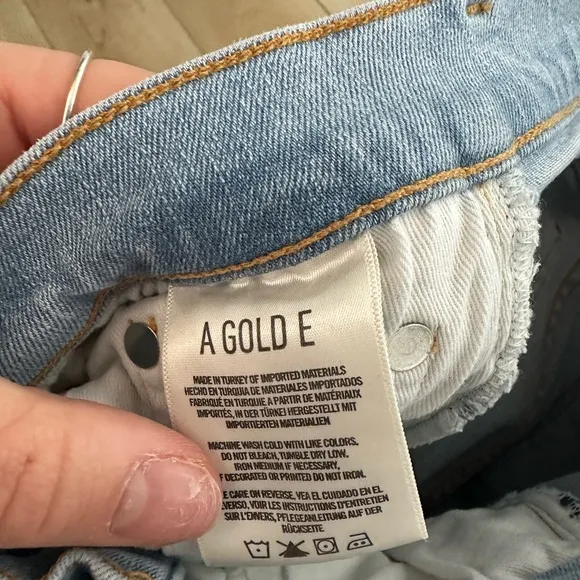 A GOLD E
MADE IN TURKEY OF IMPORTED MATERIALS
HECHO EN TURQUIA DE MATERIALES IMPORTADOS
FABRIQUÉ EN TURQUIE A PARTIR DE MATÉRIAUX
IMPORTÉS, IN DER TÜRKEI HERGESTELLT MIT
IMPORTIERTEN MATERIALIEN
MACHINE WASH COLD WITH LIKE COLORS.
DO NOT BLEACH, TUMBLE DRY LOW.
IRON MEDIUM IF NECESSARY,
DECORATED OR PRINTED DO NOT IRON.
CARE ON REVERSE, VEA EL CUIDADO EN EL
VOIR LES INSTRUCTIONS D'ENTRETIEN
SUR L'ENVERS, PFLEGEANLEITUNG AUF DER
RÜCKSEITE